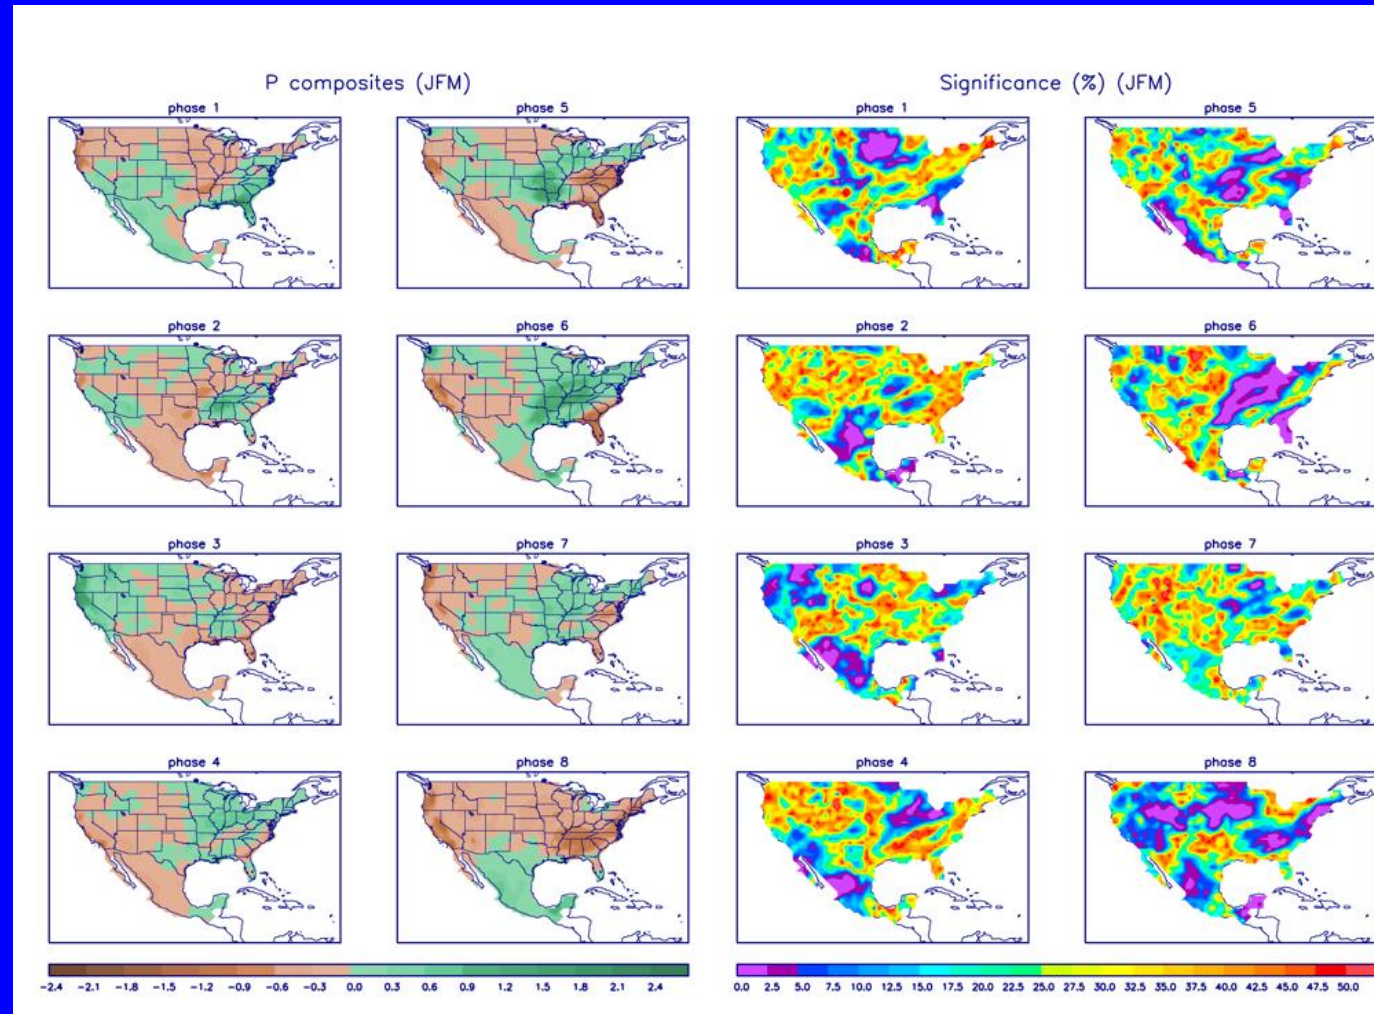 P composites (JFM)
Significance (%) (JFM)
phase 1
phase 5
phase 1
phase 5
phase 2
phase 6
phase 2
phase 6
phase 3
phase 7
phase 3
phase 7
phase 4
phase 8
phase 4
phase 8
−2.4 −2.1 −1.8 −1.5 −1.2 −0.9 −0.6 −0.3 0.0 0.3 0.6 0.9 1.2 1.5 1.8 2.1 2.4
0.0 2.5 5.0 7.5 10.0 12.5 15.0 17.5 20.0 22.5 25.0 27.5 30.0 32.5 35.0 37.5 40.0 42.5 45.0 47.5 50.0